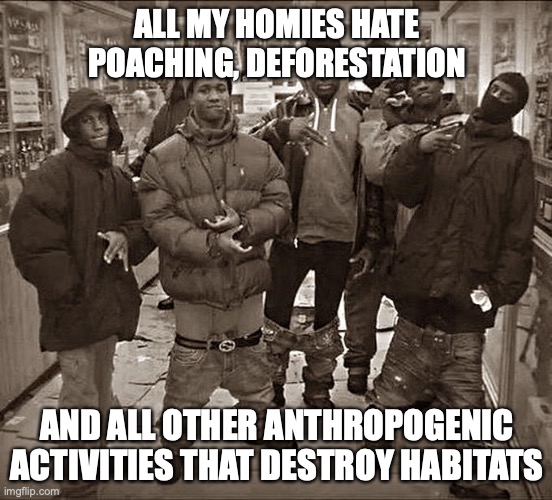 ALL MY HOMIES HATE
POACHING, DEFORESTATION
AND ALL OTHER ANTHROPOGENIC
ACTIVITIES THAT DESTROY HABITATS
imgflip.com